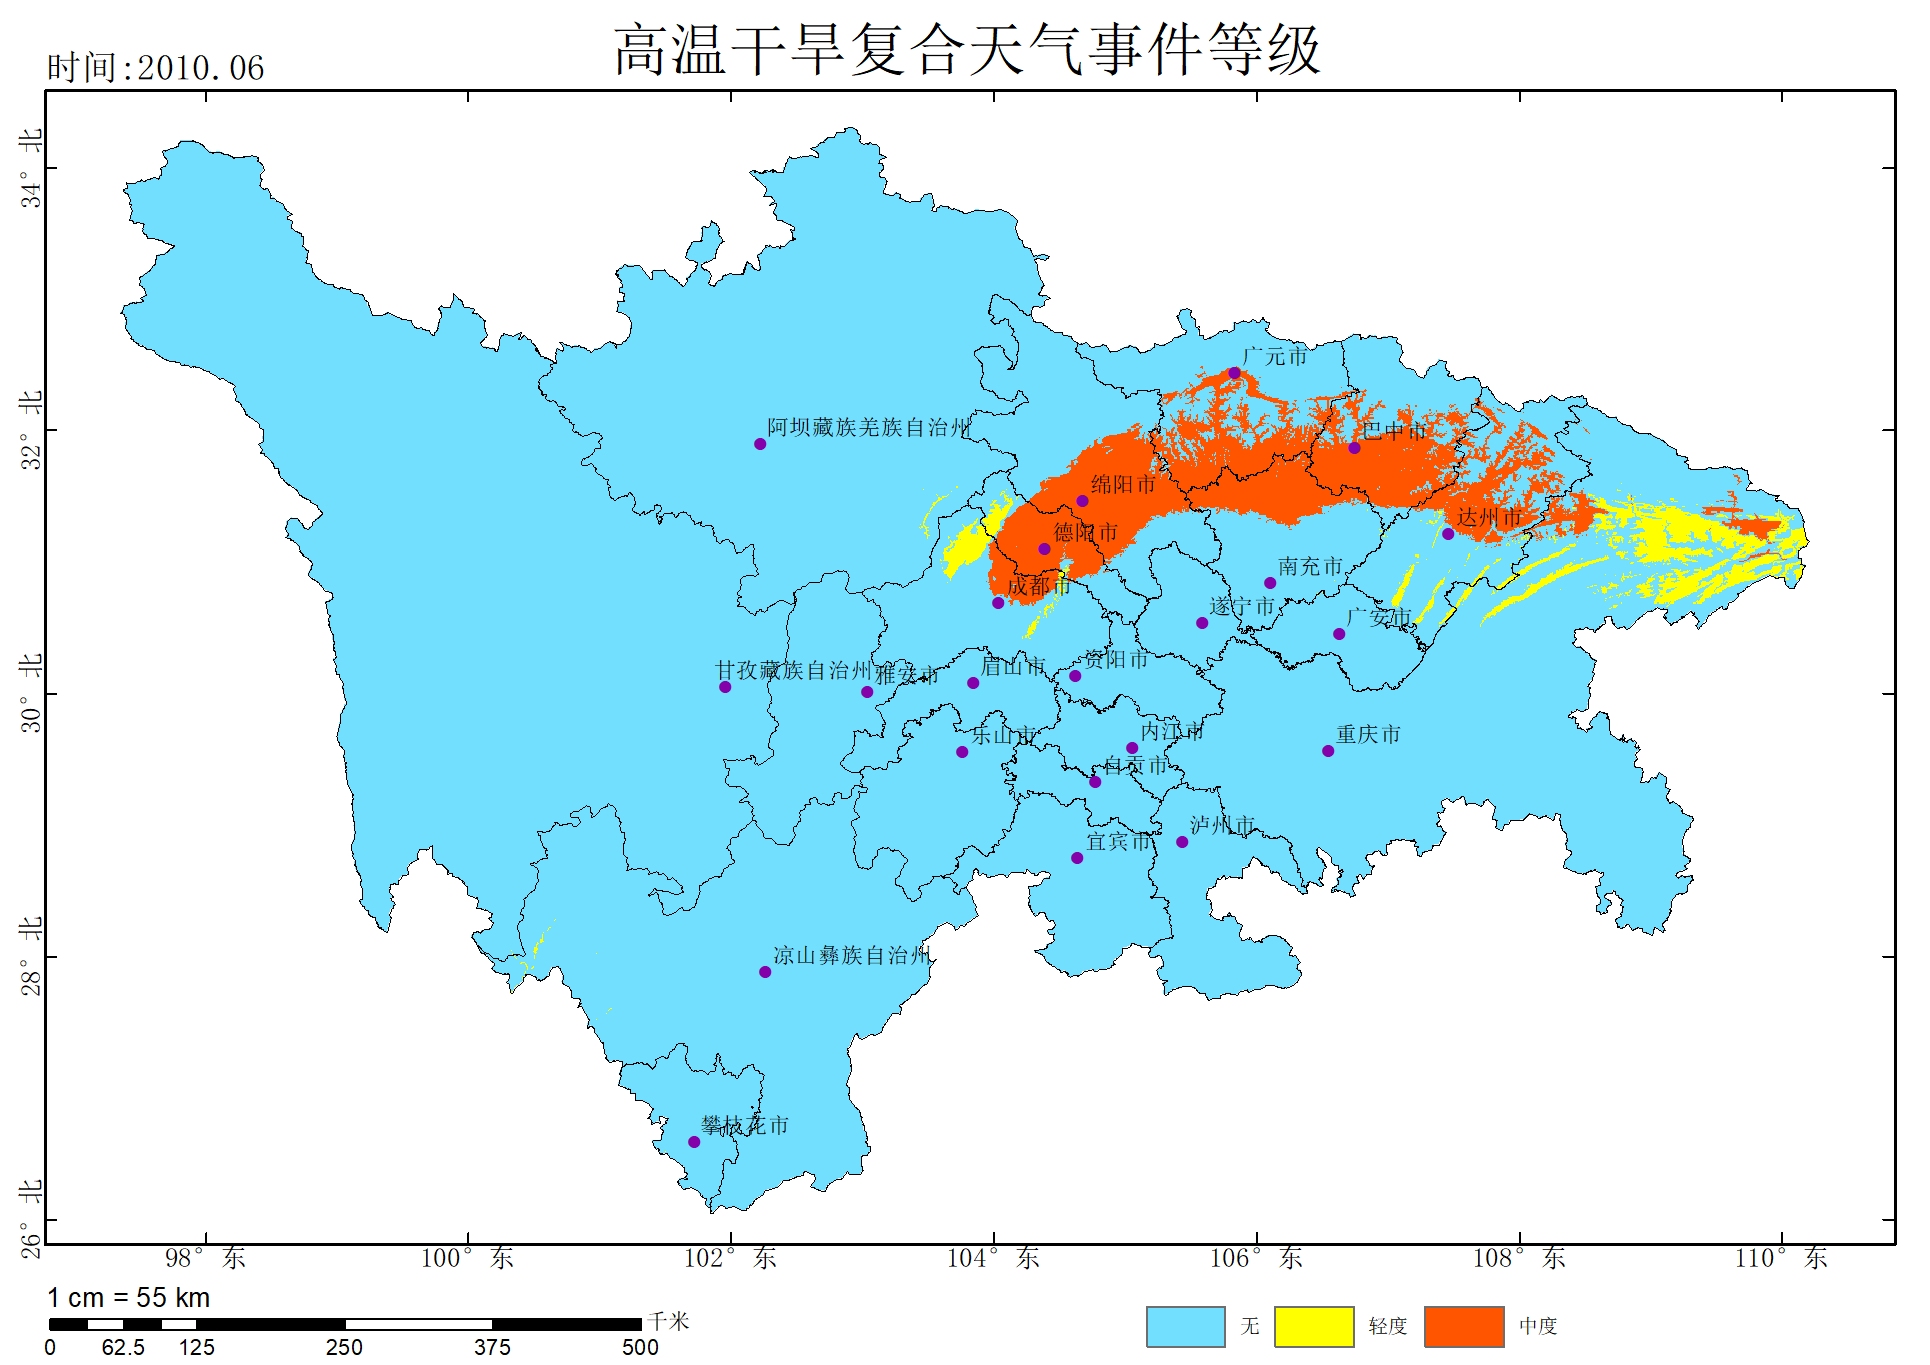 高温干旱复合天气事件等级
时间:2010.06
34°北
32°北
30°北
28°北
26°北
广元市
阿坝藏族羌族自治州
巴中市
绵阳市
达州市
德阳市
南充市
成都市
遂宁市
广安市
甘孜藏族自治州
雅安市
眉山市
资阳市
乐山市
内江市
重庆市
自贡市
泸州市
宜宾市
凉山彝族自治州
攀枝花市
98°东 100°东 102°东 104°东 106°东 108°东 110°东
1 cm = 55 km
千米
0 62.5 125 250 375 500
无 轻度 中度